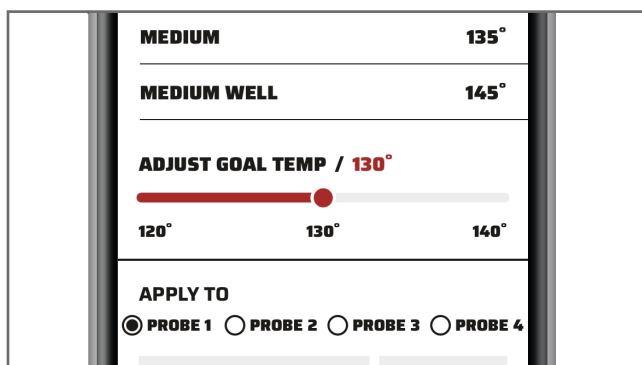 MEDIUM 135°
MEDIUM WELL 145°
ADJUST GOAL TEMP / 130°
120° 130° 140°
APPLY TO
PROBE 1 PROBE 2 PROBE 3 PROBE 4